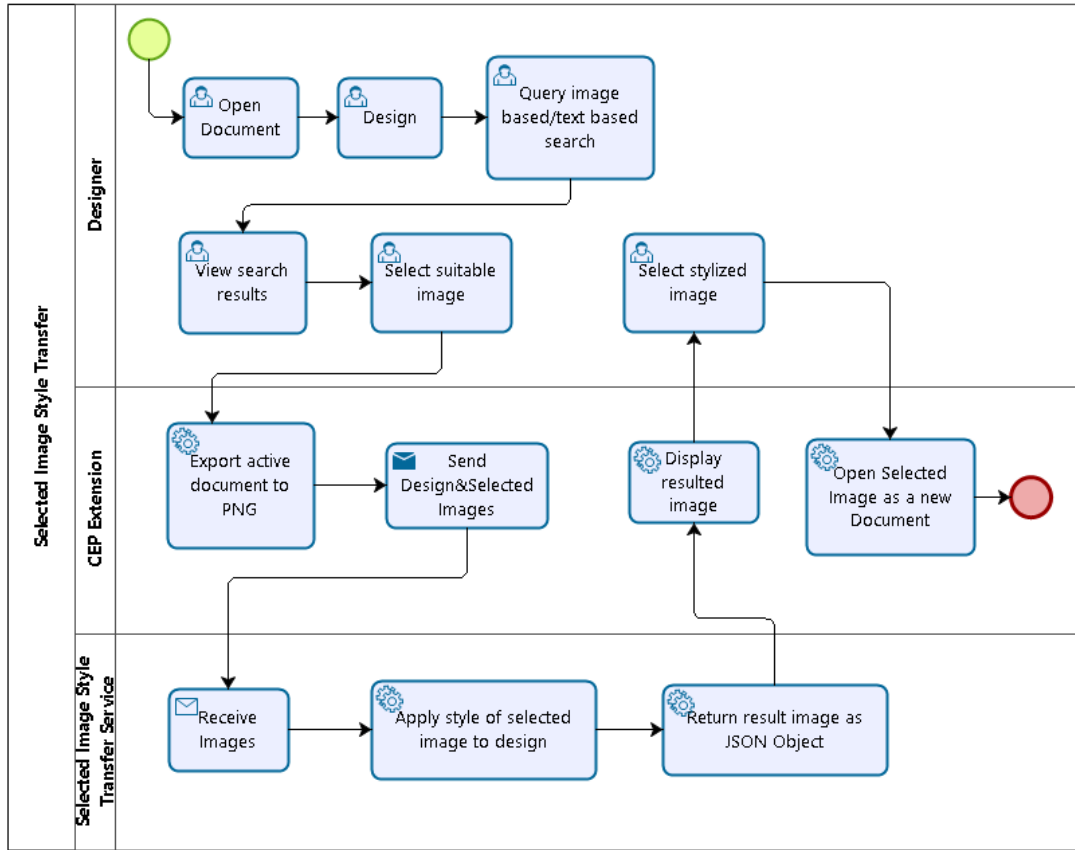 Selected Image Style Transfer
Designer
Open
Document
Design
Query image
based/text based
search
View search
results
Select suitable
image
Select stylized
image
CEP Extension
Export active
document to
PNG
Send
Design&Selected
Images
Display
resulted
image
Open Selected
Image as a new
Document
Selected Image Style
Transfer Service
Receive
Images
Apply style of selected
image to design
Return result image as
JSON Object